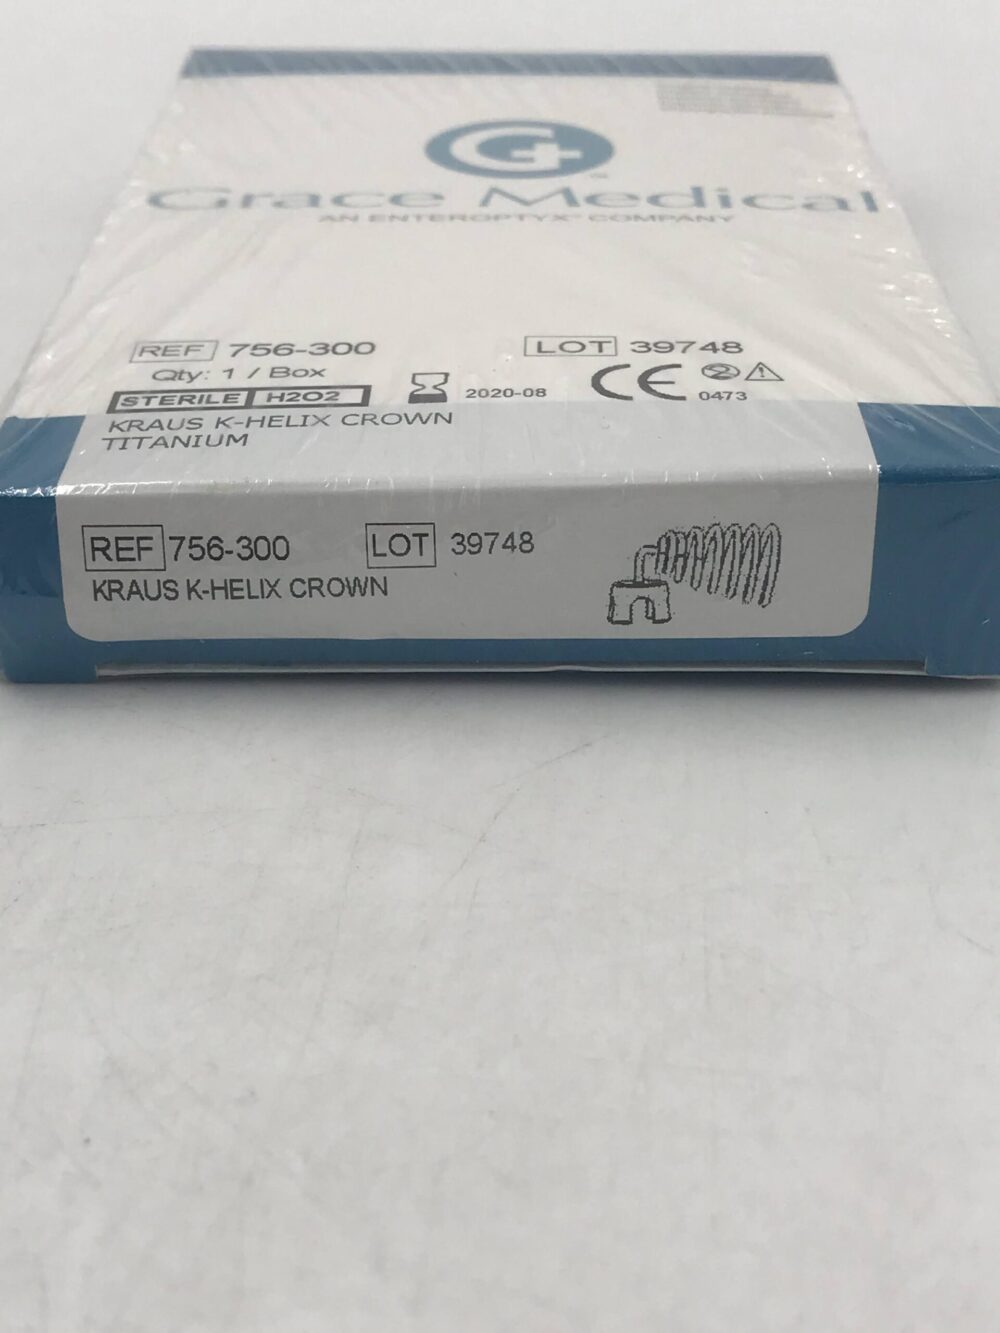 G+
Grace Medical™
AN ENTEROPTYX® COMPANY
REF 756-300 LOT 39748
Qty: 1 / Box
STERILE H2O2 2020-08 CE 0473
KRAUS K-HELIX CROWN
TITANIUM
REF 756-300 LOT 39748
KRAUS K-HELIX CROWN